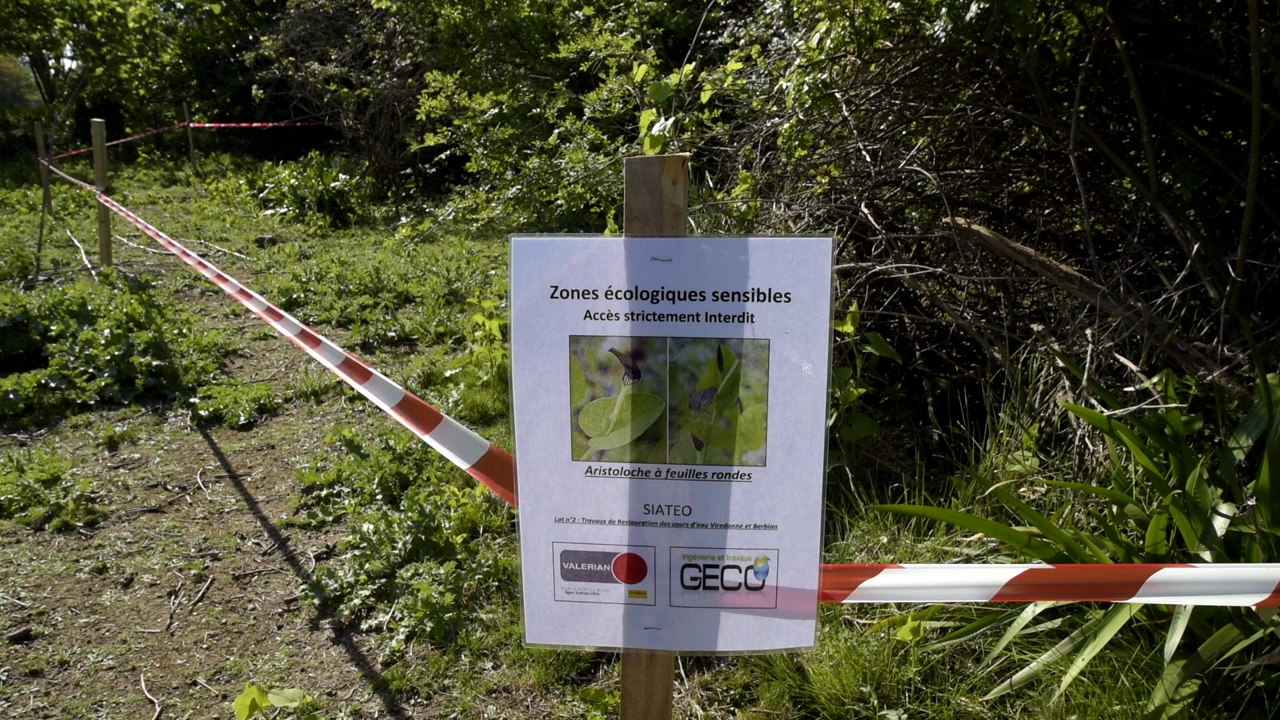 Zones écologiques sensibles
Accès strictement Interdit
Aristoloche à feuilles rondes
SIATEO
Lot n°2 : Travaux de Restauration des cours d'eau Viredonne et Berbian
VALERIAN
ingénierie et travaux
GECO